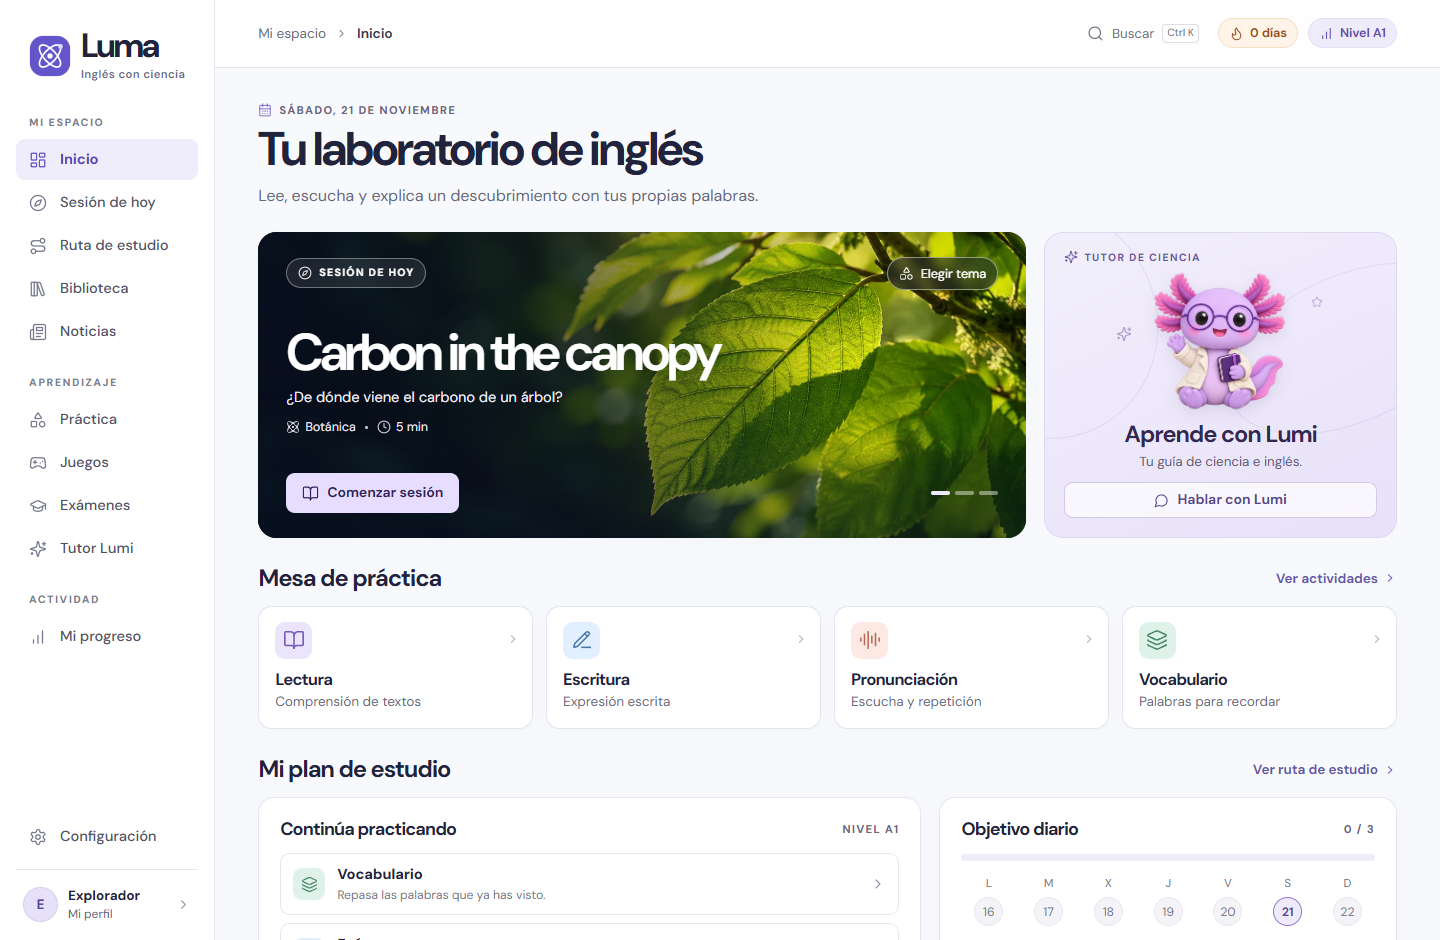 Luma
Inglés con ciencia
MI ESPACIO
Inicio
Sesión de hoy
Ruta de estudio
Biblioteca
Noticias
APRENDIZAJE
Práctica
Juegos
Exámenes
Tutor Lumi
ACTIVIDAD
Mi progreso
Configuración
E
Explorador
Mi perfil
Mi espacio > Inicio
Buscar Ctrl K
0 días
Nivel A1
SÁBADO, 21 DE NOVIEMBRE
Tu laboratorio de inglés
Lee, escucha y explica un descubrimiento con tus propias palabras.
SESIÓN DE HOY
Elegir tema
Carbon in the canopy
¿De dónde viene el carbono de un árbol?
Botánica • 5 min
Comenzar sesión
TUTOR DE CIENCIA
Aprende con Lumi
Tu guía de ciencia e inglés.
Hablar con Lumi
Mesa de práctica
Ver actividades
Lectura
Comprensión de textos
Escritura
Expresión escrita
Pronunciación
Escucha y repetición
Vocabulario
Palabras para recordar
Mi plan de estudio
Ver ruta de estudio
Continúa practicando
NIVEL A1
Vocabulario
Repasa las palabras que ya has visto.
Objetivo diario
0 / 3
L M X J V S D
16 17 18 19 20 21 22